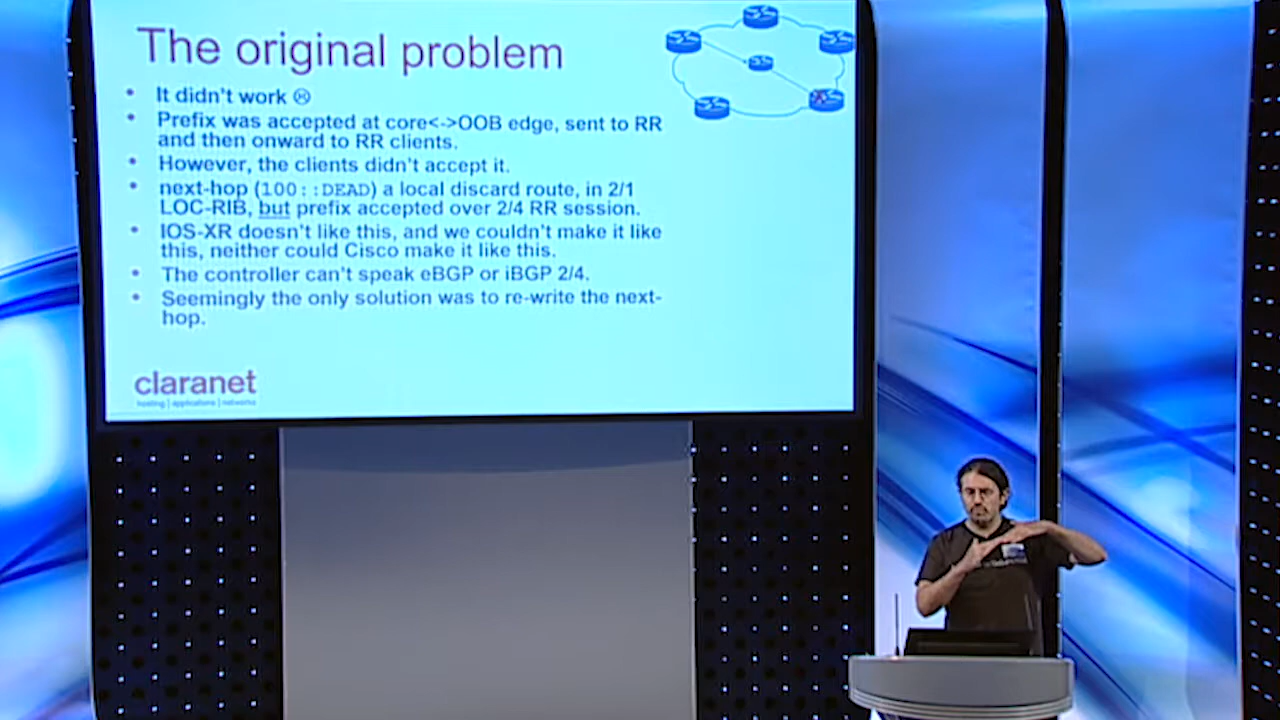 The original problem
It didn't work ☹
Prefix was accepted at core<->OOB edge, sent to RR
and then onward to RR clients.
However, the clients didn't accept it.
next-hop (100::DEAD) a local discard route, in 2/1
LOC-RIB, but prefix accepted over 2/4 RR session.
IOS-XR doesn't like this, and we couldn't make it like
this, neither could Cisco make it like this.
The controller can't speak eBGP or iBGP 2/4.
Seemingly the only solution was to re-write the next-
hop.
claranet
hosting | applications | networks